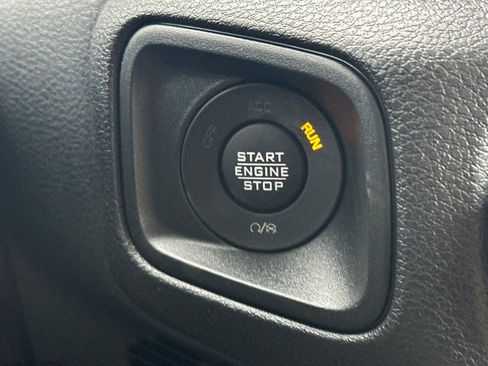 ACC
OFF
RUN
START
ENGINE
STOP